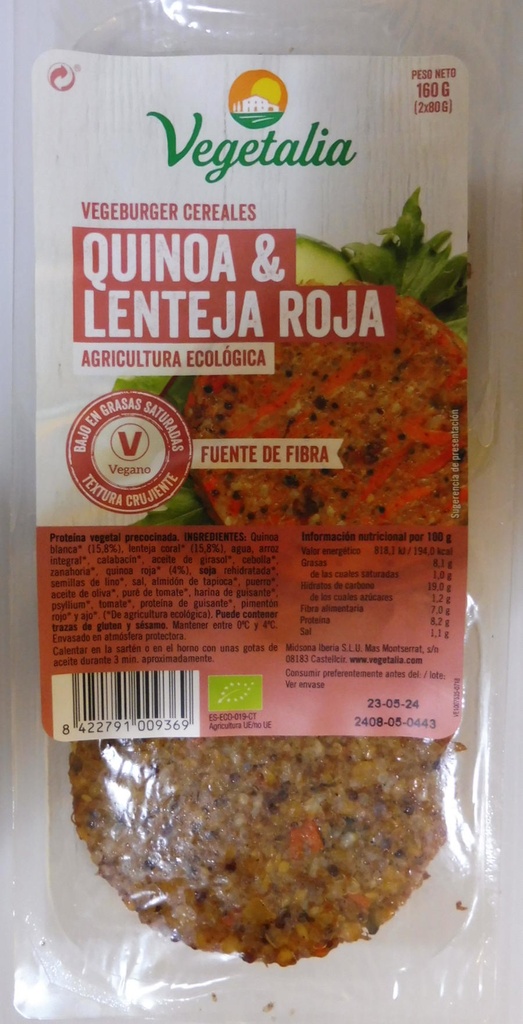 PESO NETO
160 G
(2x80 G)
Vegetalia
VEGEBURGER CEREALES
QUINOA &
LENTEJA ROJA
AGRICULTURA ECOLÓGICA
BAJO EN GRASAS SATURADAS
V
Vegano
TEXTURA CRUJIENTE
FUENTE DE FIBRA
Sugerencia de presentación
Proteína vegetal precocinada. INGREDIENTES: Quinoa
blanca* (15,8%), lenteja coral* (15,8%), agua, arroz
integral*, calabacín*, aceite de girasol*, cebolla*,
zanahoria*, quinoa roja* (4%), soja rehidratada*,
semillas de lino*, sal, almidón de tapioca*, puerro*,
aceite de oliva*, puré de tomate*, harina de guisante*,
psyllium*, tomate*, proteína de guisante*, pimentón
rojo* y ajo*. (*De agricultura ecológica). Puede contener
trazas de gluten y sésamo. Mantener entre 0ºC y 4ºC.
Envasado en atmósfera protectora.
Calentar en la sartén o en el horno con unas gotas de
aceite durante 3 min. aproximadamente.
Información nutricional por 100 g
Valor energético 818,1 kJ / 194,0 kcal
Grasas 8,1 g
de las cuales saturadas 1,0 g
Hidratos de carbono 19,0 g
de los cuales azúcares 1,2 g
Fibra alimentaria 7,0 g
Proteína 8,2 g
Sal 1,1 g
Midsona Iberia S.L.U. Mas Montserrat, s/n
08183 Castellcir. www.vegetalia.com
Consumir preferentemente antes del: / lote:
Ver envase
23-05-24
2408-05-0443
8 422791 009369
ES-ECO-019-CT
Agricultura UE/no UE